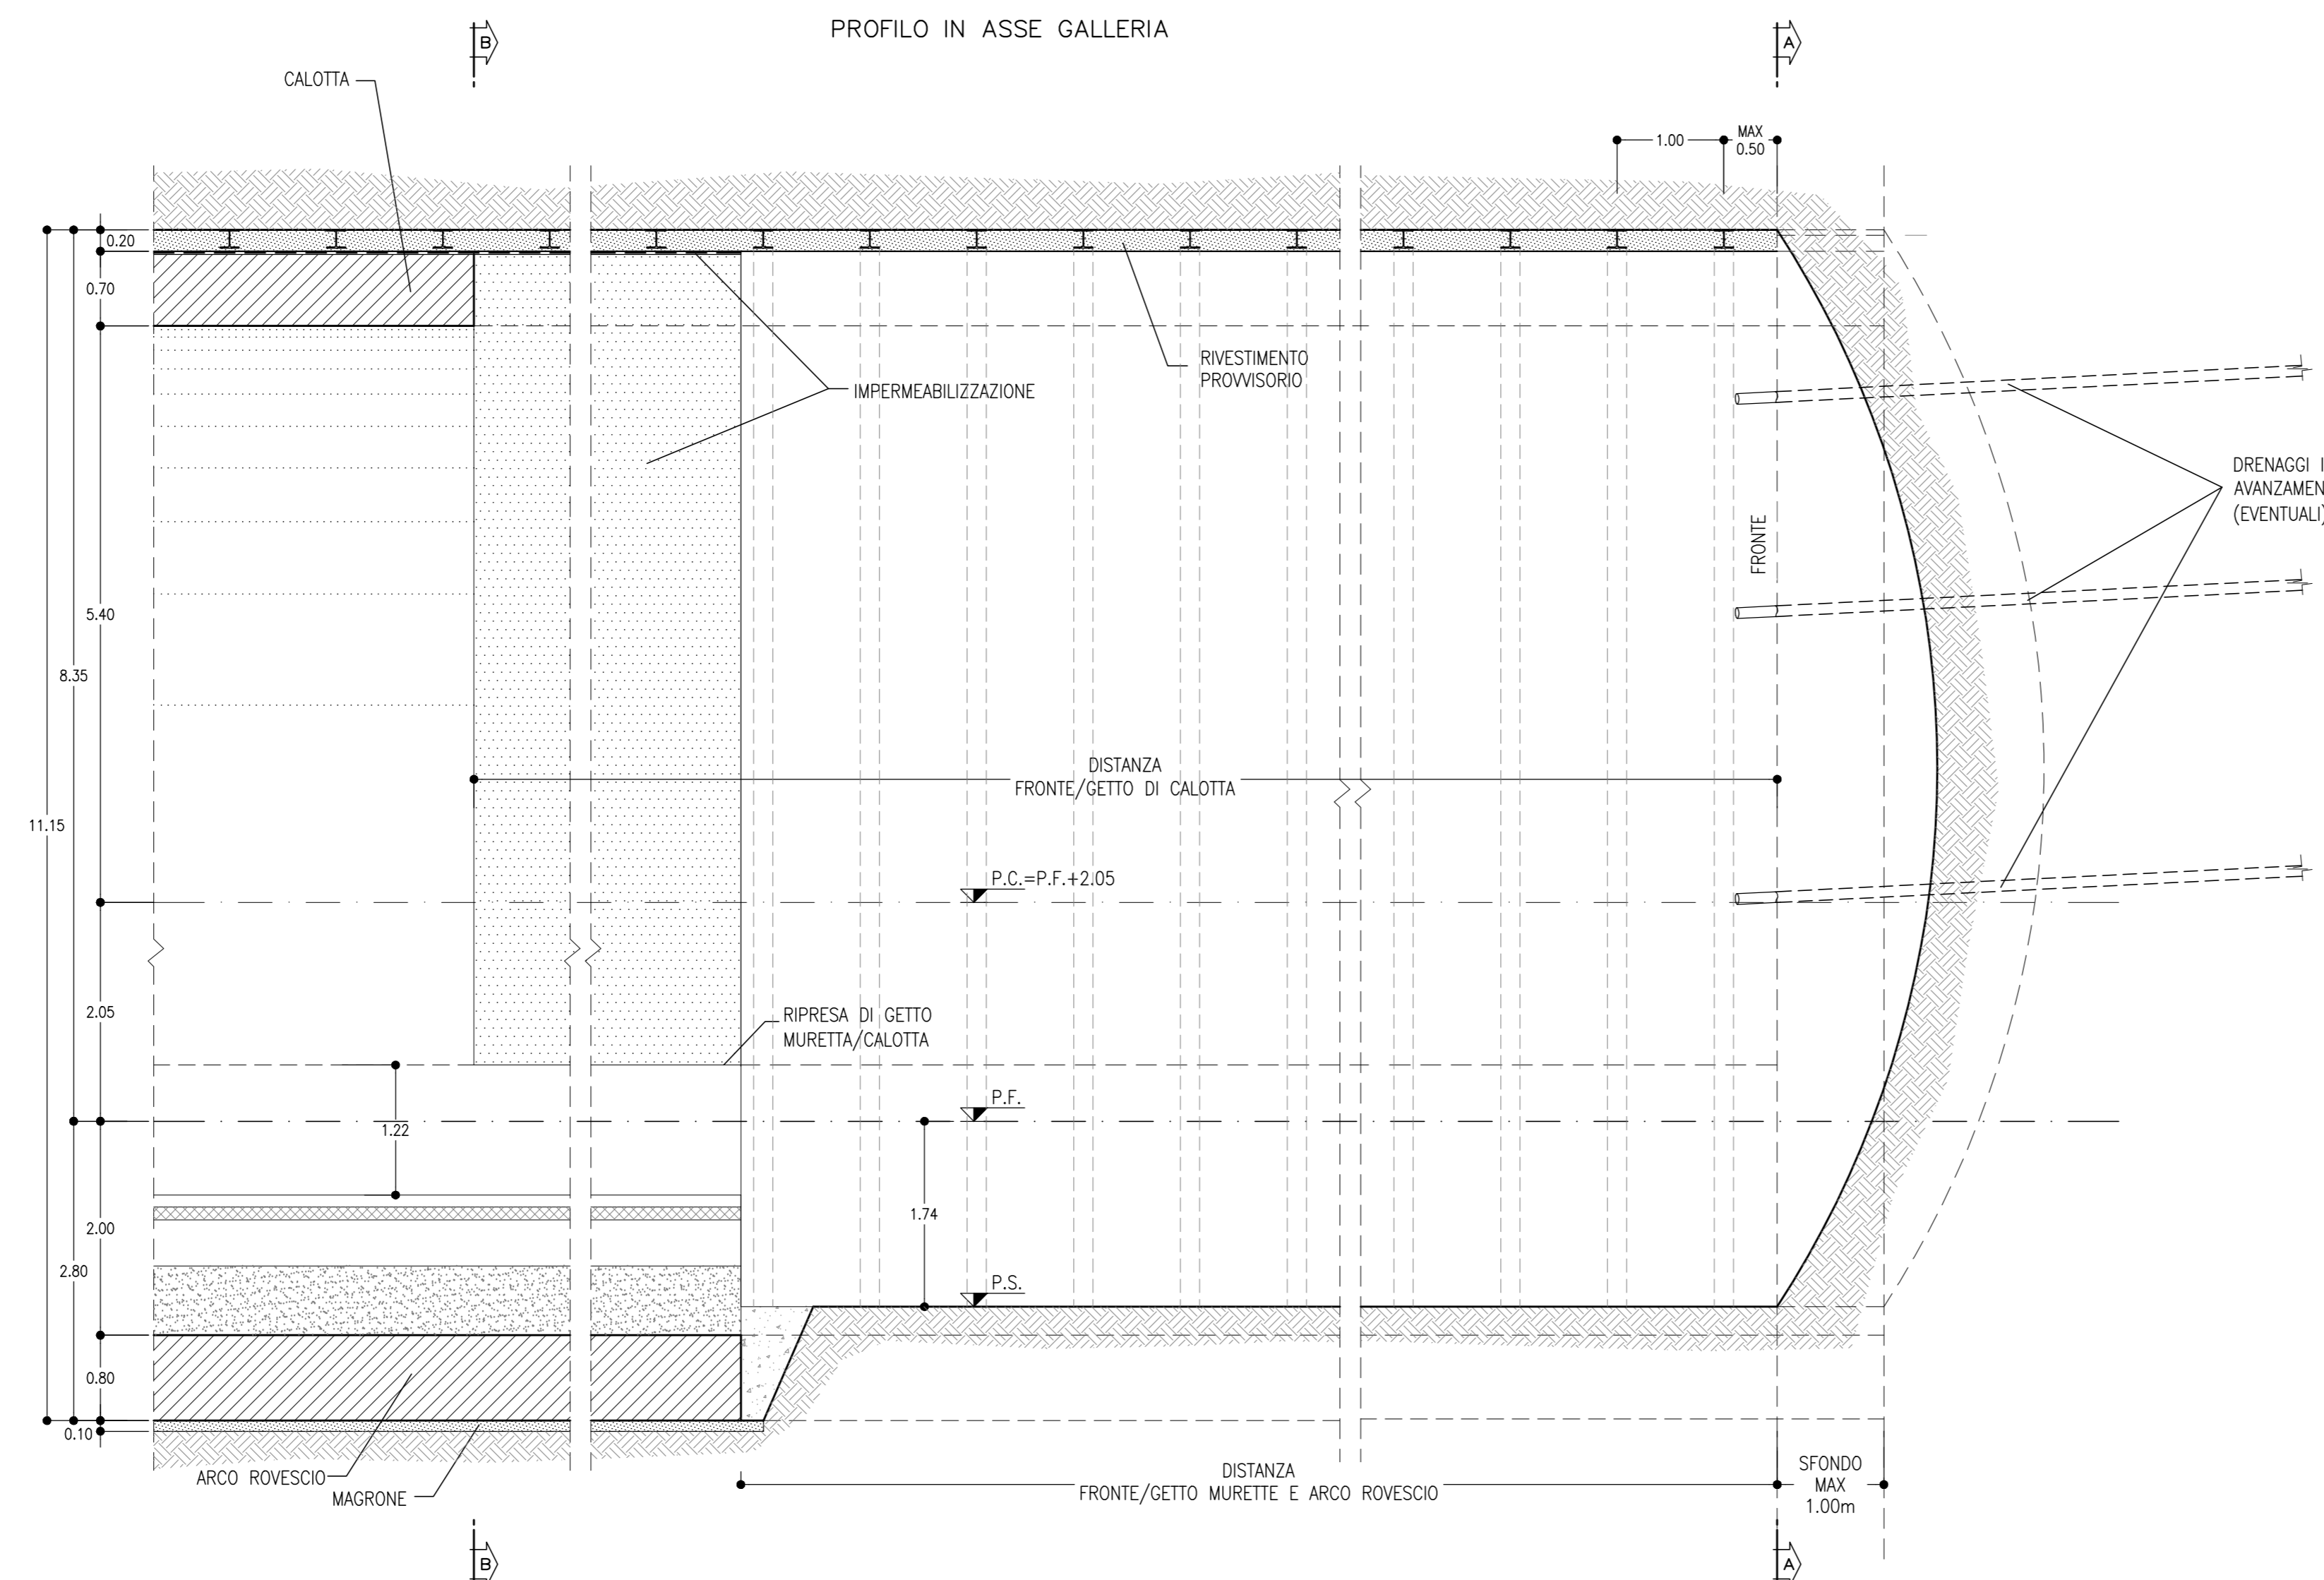 PROFILO IN ASSE GALLERIA
B
A
CALOTTA
1.00
MAX
0.50
0.20
0.70
RIVESTIMENTO
PROVVISORIO
IMPERMEABILIZZAZIONE
DRENAGGI I
AVANZAMEN
(EVENTUALI)
FRONTE
5.40
8.35
DISTANZA
FRONTE/GETTO DI CALOTTA
11.15
P.C.=P.F.+2.05
2.05
RIPRESA DI GETTO
MURETTA/CALOTTA
P.F.
1.22
1.74
2.00
2.80
P.S.
0.80
0.10
ARCO ROVESCIO
MAGRONE
DISTANZA
FRONTE/GETTO MURETTE E ARCO ROVESCIO
SFONDO
MAX
1.00m
B
A